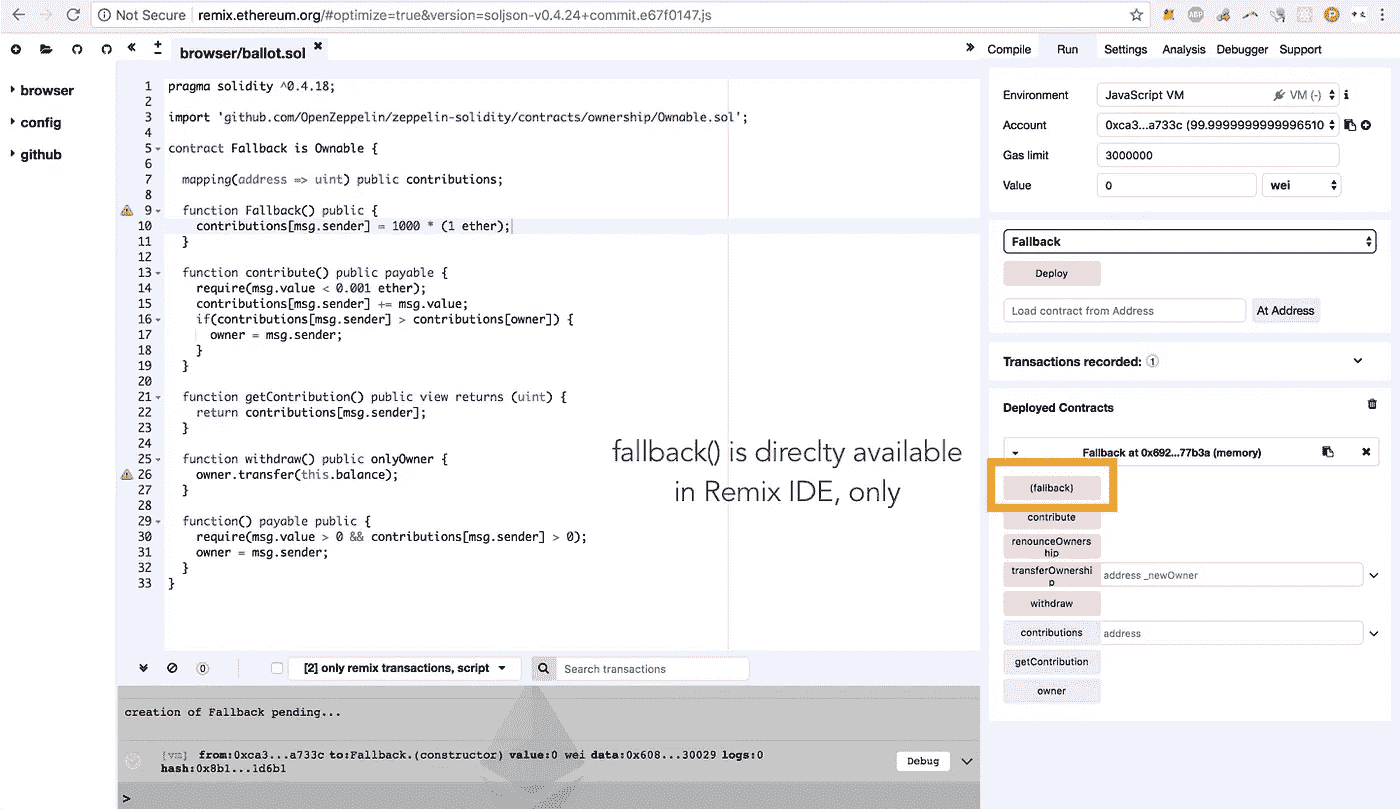 Not Secure | remix.ethereum.org/#optimize=true&version=soljson-v0.4.24+commit.e67f0147.js
ABP
browser/ballot.sol
browser
config
github
1 pragma solidity ^0.4.18;
2
3 import 'github.com/OpenZeppelin/zeppelin-solidity/contracts/ownership/Ownable.sol';
4
5 contract Fallback is Ownable {
6
7 mapping(address => uint) public contributions;
8
9 function Fallback() public {
10 contributions[msg.sender] = 1000 * (1 ether);
11 }
12
13 function contribute() public payable {
14 require(msg.value < 0.001 ether);
15 contributions[msg.sender] += msg.value;
16 if(contributions[msg.sender] > contributions[owner]) {
17 owner = msg.sender;
18 }
19 }
20
21 function getContribution() public view returns (uint) {
22 return contributions[msg.sender];
23 }
24
25 function withdraw() public onlyOwner {
26 owner.transfer(this.balance);
27 }
28
29 function() payable public {
30 require(msg.value > 0 && contributions[msg.sender] > 0);
31 owner = msg.sender;
32 }
33 }
fallback() is direclty available
in Remix IDE, only
0
[2] only remix transactions, script
Search transactions
creation of Fallback pending...
[vm] from:0xca3...a733c to:Fallback.(constructor) value:0 wei data:0x608...30029 logs:0
hash:0x8b1...1d6b1
Debug
>
Compile Run Settings Analysis Debugger Support
Environment JavaScript VM VM (-)
Account 0xca3...a733c (99.9999999999996510
Gas limit 3000000
Value 0 wei
Fallback
Deploy
Load contract from Address At Address
Transactions recorded: 1
Deployed Contracts
Fallback at 0x692...77b3a (memory)
(fallback)
contribute
renounceOwners
hip
transferOwnershi address _newOwner
p
withdraw
contributions address
getContribution
owner